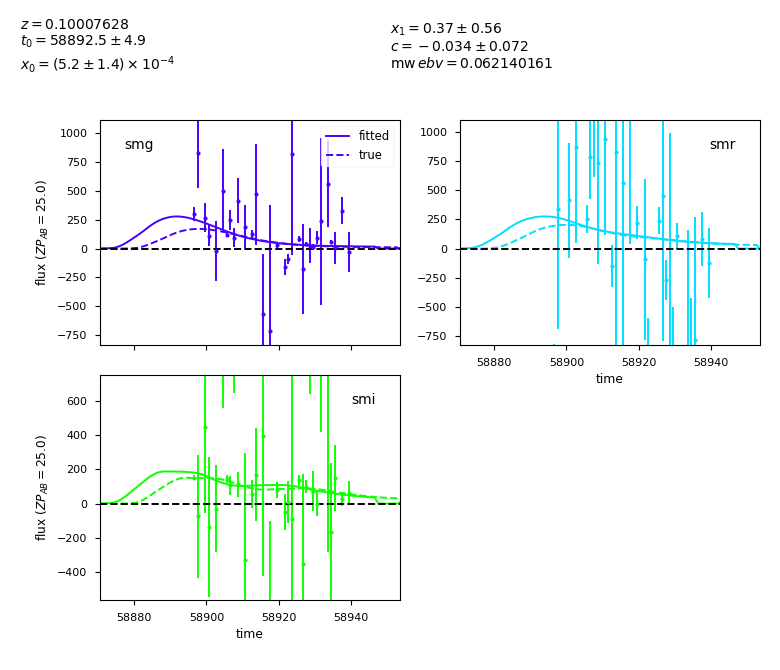 z = 0.10007628
t₀ = 58892.5 ± 4.9
x₀ = (5.2 ± 1.4) × 10⁻⁴
x₁ = 0.37 ± 0.56
c = −0.034 ± 0.072
mw ebv = 0.062140161
smg
fitted
true
1000
750
500
250
0
−250
−500
−750
flux (ZP_AB = 25.0)
smr
1000
750
500
250
0
−250
−500
−750
58880 58900 58920 58940
time
smi
600
400
200
0
−200
−400
flux (ZP_AB = 25.0)
58880 58900 58920 58940
time